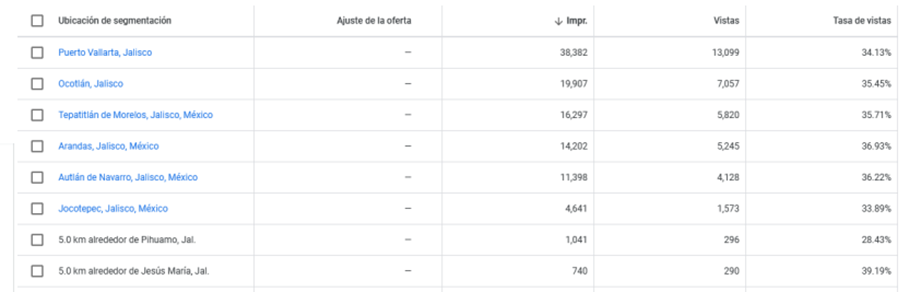 Ubicación de segmentación Ajuste de la oferta ↓ Impr. Vistas Tasa de vistas
Puerto Vallarta, Jalisco — 38,382 13,099 34.13%
Ocotlán, Jalisco — 19,907 7,057 35.45%
Tepatitlán de Morelos, Jalisco, México — 16,297 5,820 35.71%
Arandas, Jalisco, México — 14,202 5,245 36.93%
Autlán de Navarro, Jalisco, México — 11,398 4,128 36.22%
Jocotepec, Jalisco, México — 4,641 1,573 33.89%
5.0 km alrededor de Pihuamo, Jal. — 1,041 296 28.43%
5.0 km alrededor de Jesús María, Jal. — 740 290 39.19%